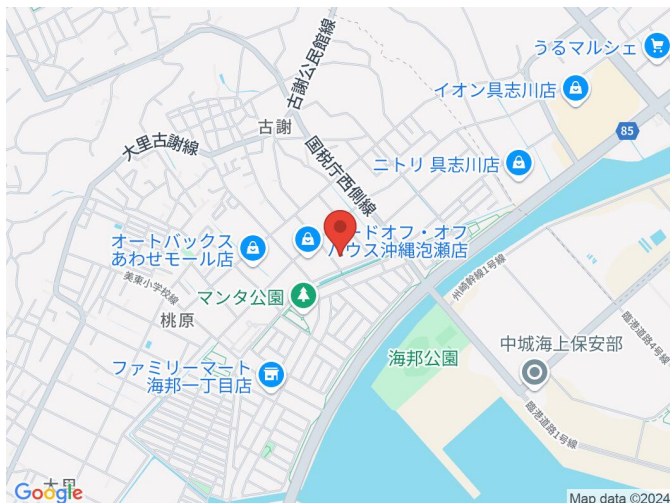 うるマルシェ
イオン具志川店
古謝公民館線
古謝
85
大里古謝線
国税庁西側線
ニトリ 具志川店
ードオフ・オフ
ハウス沖縄泡瀬店
オートバックス
あわせモール店
美東小学校線
マンタ公園
桃原
州崎幹線1号線
臨港道路4号線
中城海上保安部
海邦公園
ファミリーマート
海邦一丁目店
臨港道路1号線
大里
Google
Map data ©2024